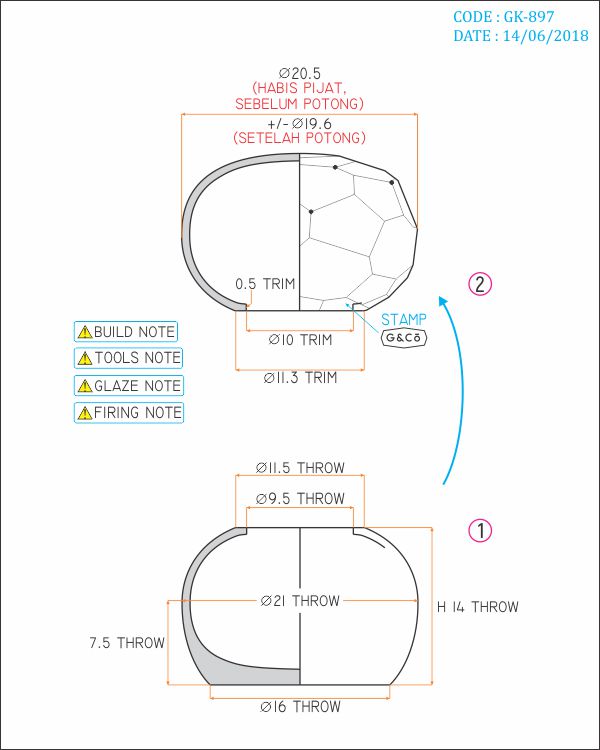 CODE : GK-897
DATE : 14/06/2018
Ø20.5
(HABIS PIJAT,
SEBELUM POTONG)
+/- Ø19.6
(SETELAH POTONG)
0.5 TRIM
2
STAMP
G&Cō
Ø10 TRIM
Ø11.3 TRIM
BUILD NOTE
TOOLS NOTE
GLAZE NOTE
FIRING NOTE
Ø11.5 THROW
Ø9.5 THROW
1
Ø21 THROW
H 14 THROW
7.5 THROW
Ø16 THROW